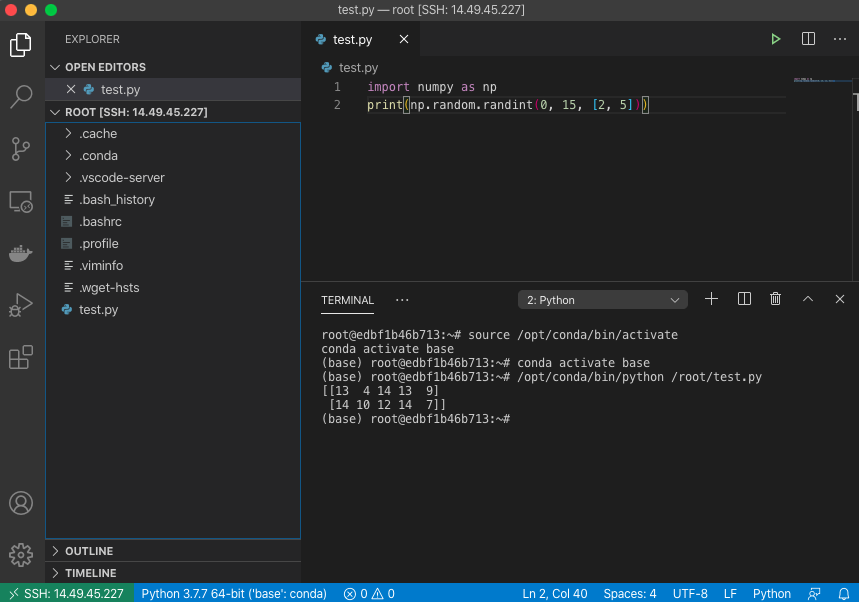 test.py — root [SSH: 14.49.45.227]
EXPLORER
OPEN EDITORS
test.py
ROOT [SSH: 14.49.45.227]
.cache
.conda
.vscode-server
.bash_history
.bashrc
.profile
.viminfo
.wget-hsts
test.py
OUTLINE
TIMELINE
test.py
test.py
1 import numpy as np
2 print(np.random.randint(0, 15, [2, 5]))
TERMINAL ··· 2: Python
root@edbf1b46b713:~# source /opt/conda/bin/activate
conda activate base
(base) root@edbf1b46b713:~# conda activate base
(base) root@edbf1b46b713:~# /opt/conda/bin/python /root/test.py
[[13  4 14 13  9]
 [14 10 12 14  7]]
(base) root@edbf1b46b713:~#
SSH: 14.49.45.227 Python 3.7.7 64-bit ('base': conda) 0 0 Ln 2, Col 40 Spaces: 4 UTF-8 LF Python